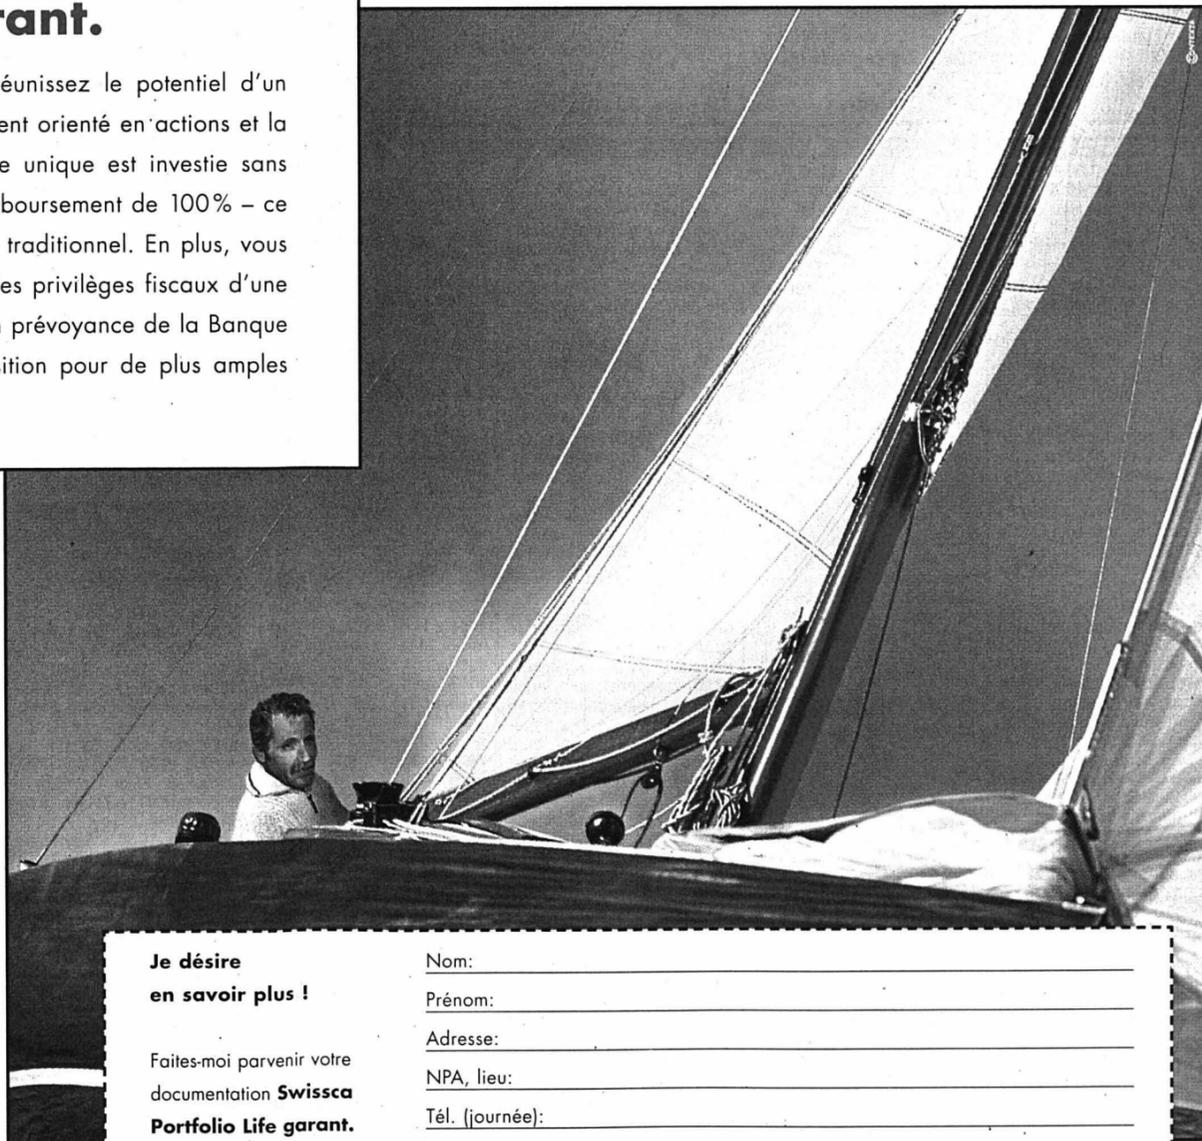 rant.
éunissez le potentiel d'un
ent orienté en actions et la
e unique est investie sans
boursement de 100% – ce
traditionnel. En plus, vous
es privilèges fiscaux d'une
prévoyance de la Banque
ition pour de plus amples
Je désire
en savoir plus !
Faites-moi parvenir votre
documentation Swissca
Portfolio Life garant.
Nom:
Prénom:
Adresse:
NPA, lieu:
Tél. (journée):